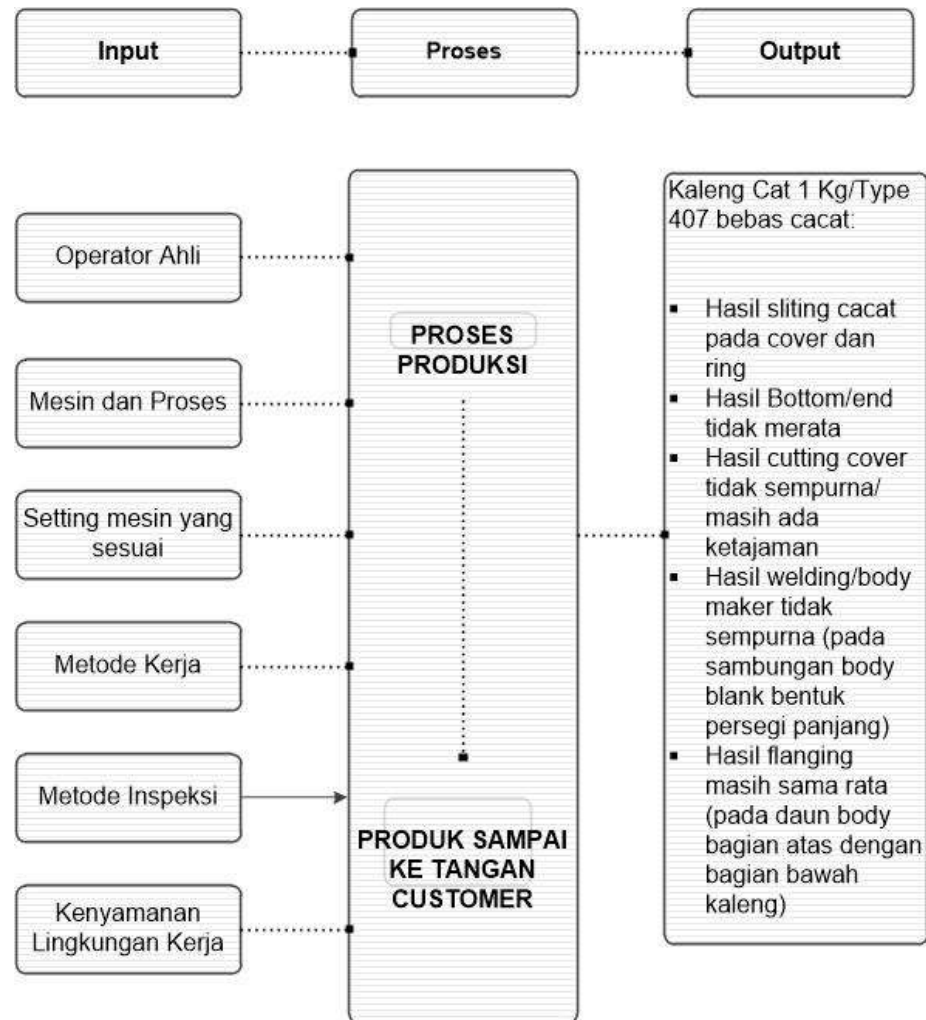 Input
Proses
Output
Operator Ahli
Mesin dan Proses
Setting mesin yang
sesuai
Metode Kerja
Metode Inspeksi
Kenyamanan
Lingkungan Kerja
PROSES
PRODUKSI
PRODUK SAMPAI
KE TANGAN
CUSTOMER
Kaleng Cat 1 Kg/Type
407 bebas cacat:
▪ Hasil sliting cacat
pada cover dan
ring
▪ Hasil Bottom/end
tidak merata
▪ Hasil cutting cover
tidak sempurna/
masih ada
ketajaman
▪ Hasil welding/body
maker tidak
sempurna (pada
sambungan body
blank bentuk
persegi panjang)
▪ Hasil flanging
masih sama rata
(pada daun body
bagian atas dengan
bagian bawah
kaleng)